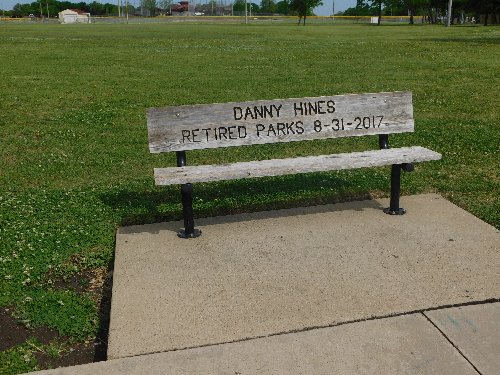 DANNY HINES
RETIRED PARKS 8-31-2017